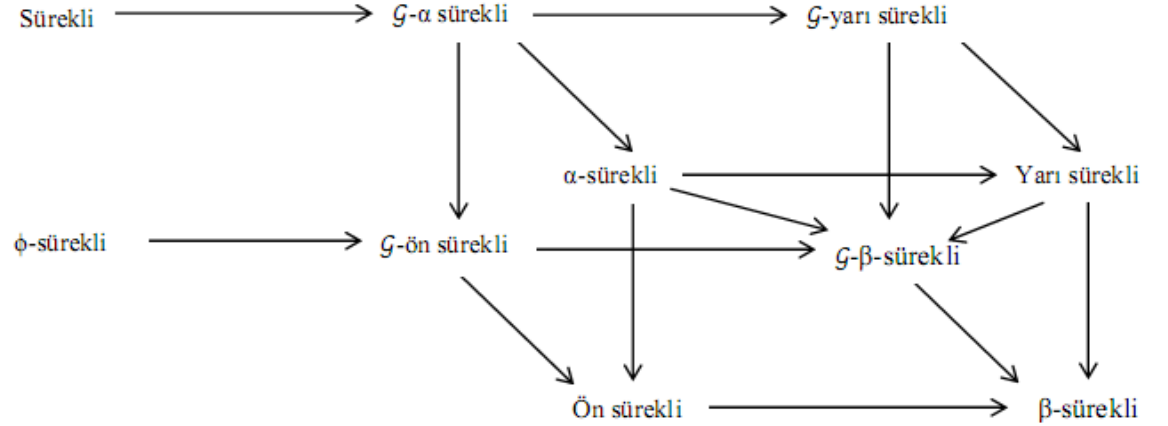 Sürekli
𝒢-α sürekli
𝒢-yarı sürekli
α-sürekli
Yarı sürekli
ϕ-sürekli
𝒢-ön sürekli
𝒢-β-sürekli
Ön sürekli
β-sürekli